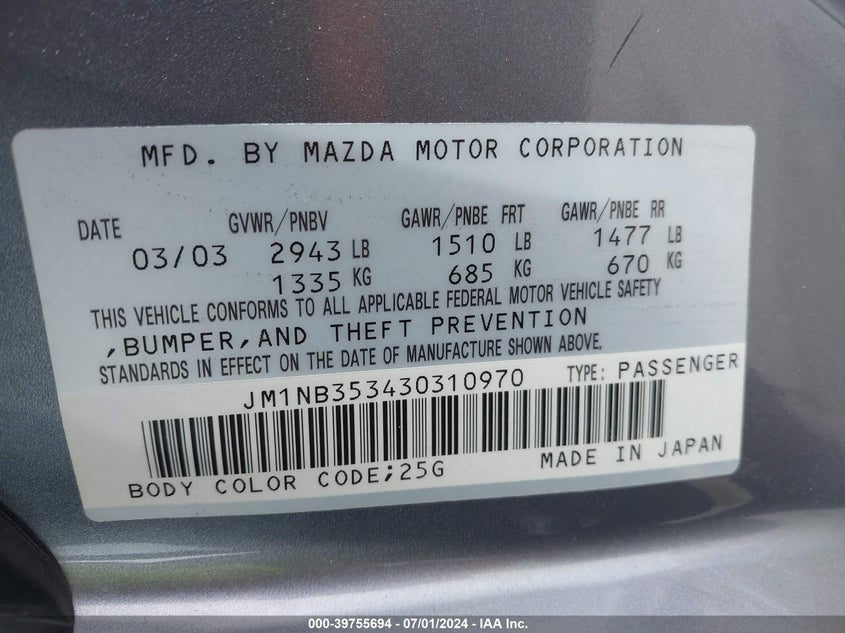 MFD. BY MAZDA MOTOR CORPORATION
DATE GVWR/PNBV GAWR/PNBE FRT GAWR/PNBE RR
03/03 2943 LB 1510 LB 1477 LB
1335 KG 685 KG 670 KG
THIS VEHICLE CONFORMS TO ALL APPLICABLE FEDERAL MOTOR VEHICLE SAFETY
,BUMPER,AND THEFT PREVENTION
STANDARDS IN EFFECT ON THE DATE OF MANUFACTURE SHOWN ABOVE.
JM1NB353430310970 TYPE: PASSENGER
BODY COLOR CODE;25G MADE IN JAPAN
000-39755694 - 07/01/2024 - IAA Inc.